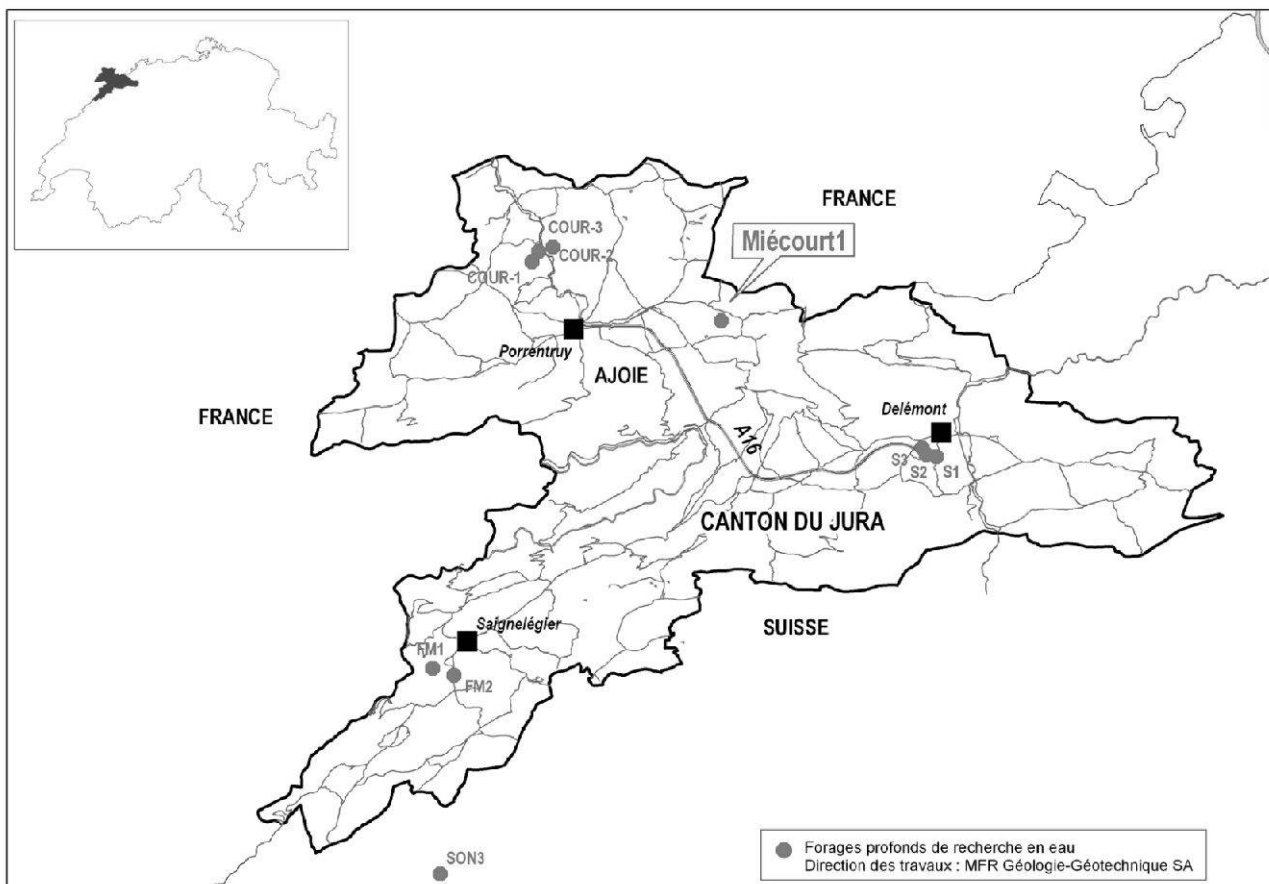 FRANCE
COUR-3
COUR-2
COUR-1
Miécourt1
Porrentruy
AJOIE
FRANCE
Delémont
A16
S3
S2
S1
CANTON DU JURA
Saignelégier
SUISSE
FM1
FM2
SON3
Forages profonds de recherche en eau
Direction des travaux : MFR Géologie-Géotechnique SA